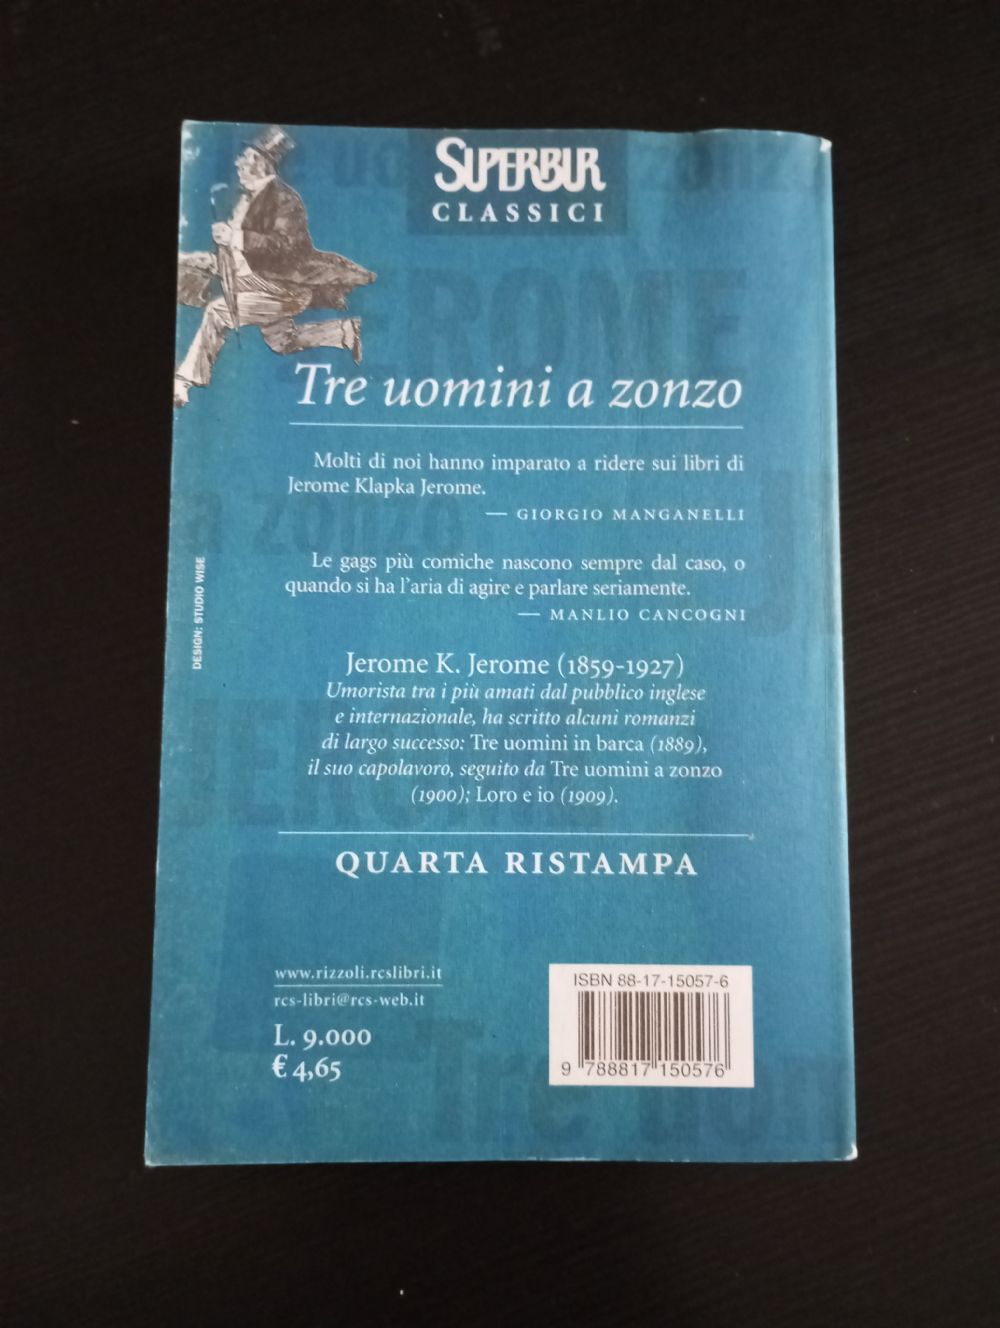 SUPERBUR
CLASSICI
JEROME
Tre uomini a zonzo
Molti di noi hanno imparato a ridere sui libri di
Jerome Klapka Jerome.
— GIORGIO MANGANELLI
a zonzo
Le gags più comiche nascono sempre dal caso, o
quando si ha l'aria di agire e parlare seriamente.
— MANLIO CANCOGNI
DESIGN: STUDIO WISE
Jerome K. Jerome (1859-1927)
Umorista tra i più amati dal pubblico inglese
e internazionale, ha scritto alcuni romanzi
di largo successo: Tre uomini in barca (1889),
il suo capolavoro, seguito da Tre uomini a zonzo
(1900); Loro e io (1909).
QUARTA RISTAMPA
www.rizzoli.rcslibri.it
rcs-libri@rcs-web.it
L. 9.000
€ 4,65
ISBN 88-17-15057-6
9 788817 150576
Tre uom